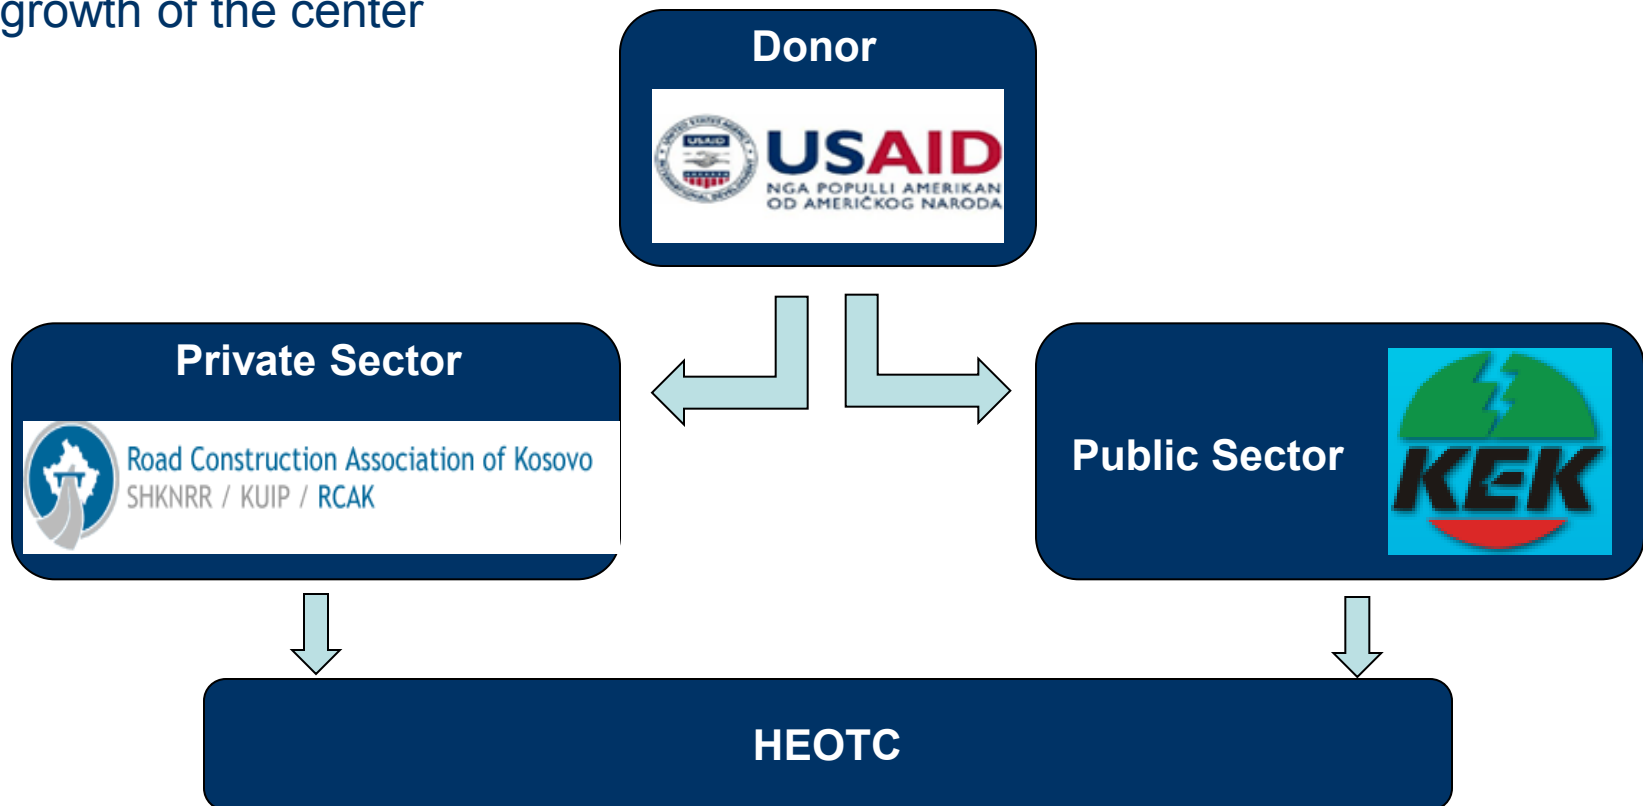 growth of the center
Donor
USAID
USAID
NGA POPULLI AMERIKAN
OD AMERIČKOG NARODA
Private Sector
Road Construction Association of Kosovo
SHKNRR / KUIP / RCAK
Public Sector
KEK
HEOTC